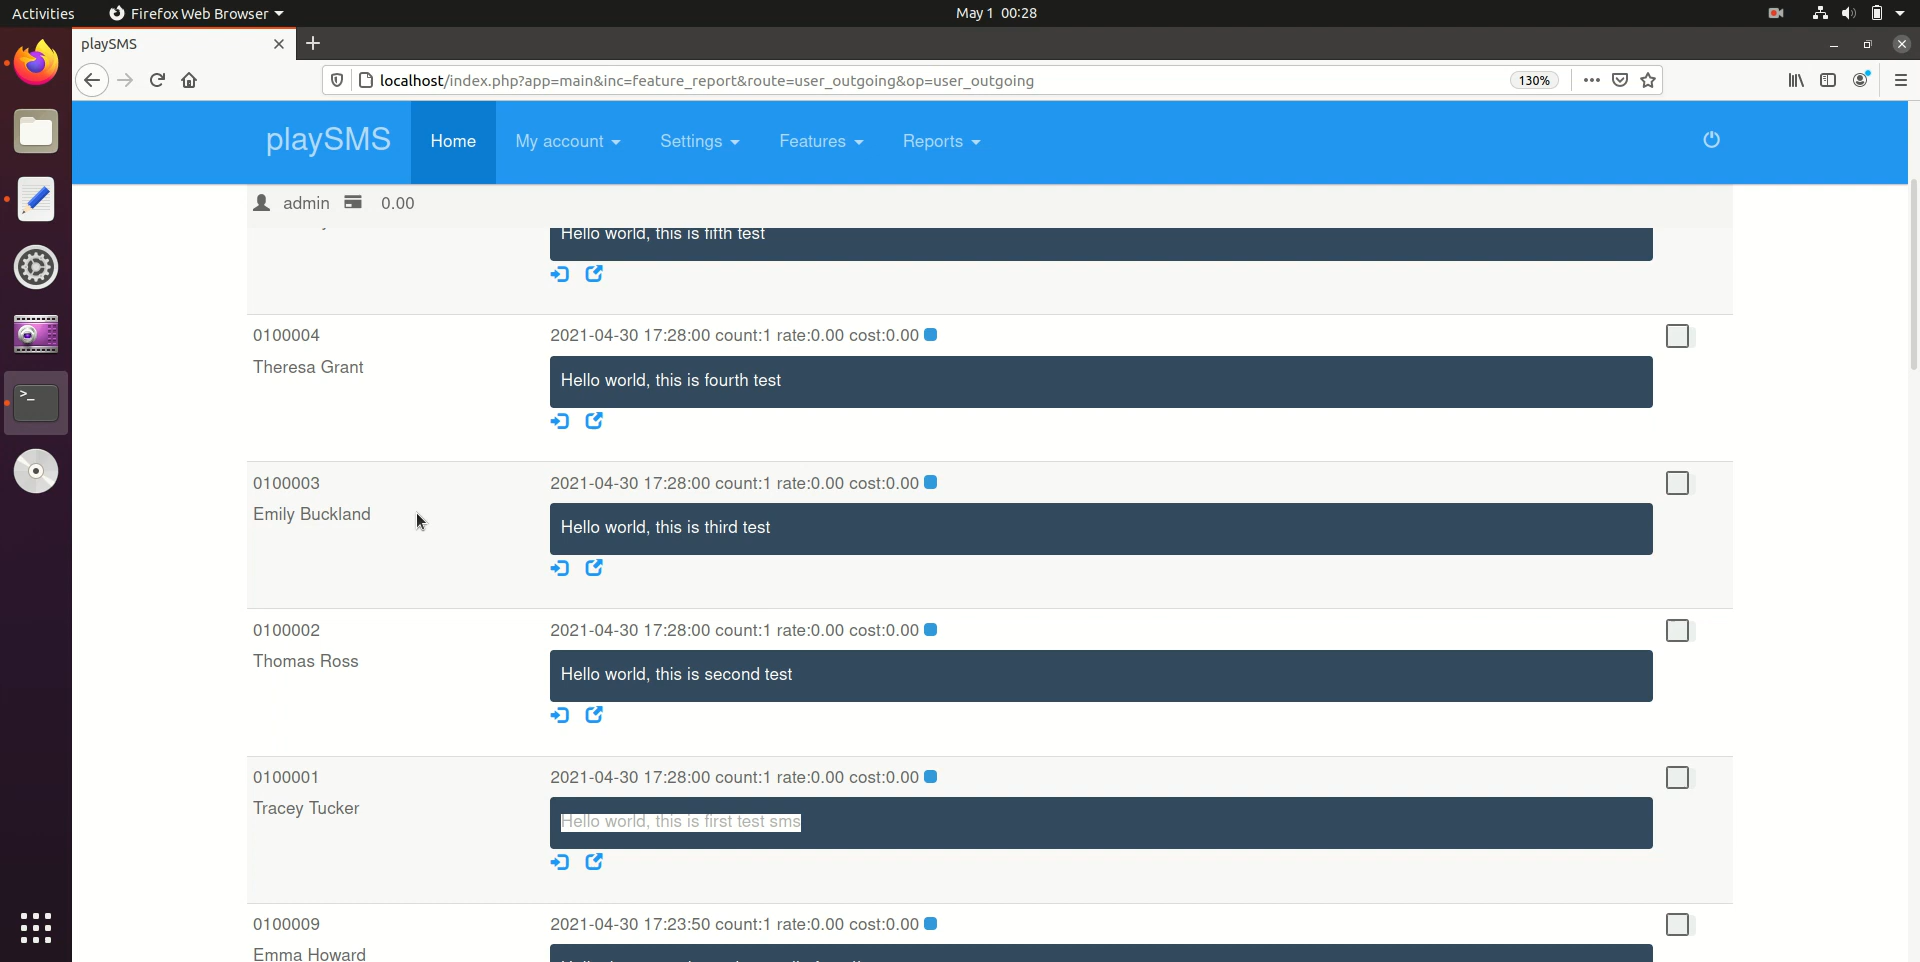 Activities Firefox Web Browser May 1 00:28
playSMS
localhost/index.php?app=main&inc=feature_report&route=user_outgoing&op=user_outgoing 130%
playSMS Home My account Settings Features Reports
admin 0.00
Hello world, this is fifth test
0100004 2021-04-30 17:28:00 count:1 rate:0.00 cost:0.00
Theresa Grant
Hello world, this is fourth test
0100003 2021-04-30 17:28:00 count:1 rate:0.00 cost:0.00
Emily Buckland
Hello world, this is third test
0100002 2021-04-30 17:28:00 count:1 rate:0.00 cost:0.00
Thomas Ross
Hello world, this is second test
0100001 2021-04-30 17:28:00 count:1 rate:0.00 cost:0.00
Tracey Tucker
Hello world, this is first test sms
0100009 2021-04-30 17:23:50 count:1 rate:0.00 cost:0.00
Emma Howard